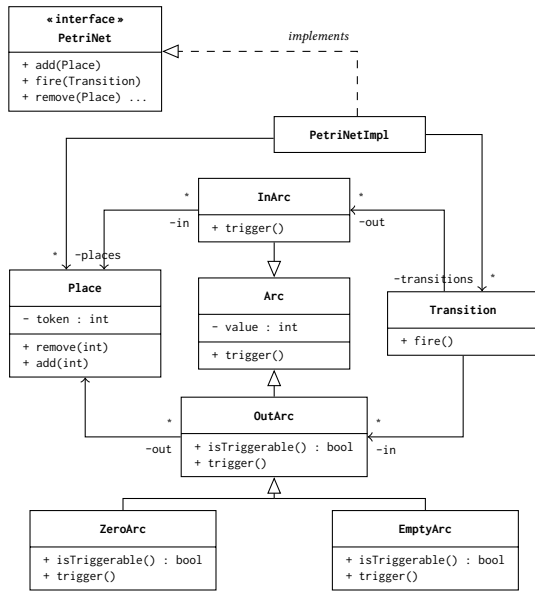 «interface»
PetriNet
+ add(Place)
+ fire(Transition)
+ remove(Place) ...
implements
PetriNetImpl
InArc
+ trigger()
*
-in
*
-out
* -places
Place
- token : int
+ remove(int)
+ add(int)
Arc
- value : int
+ trigger()
-transitions *
Transition
+ fire()
OutArc
+ isTriggerable() : bool
+ trigger()
*
-out
*
-in
ZeroArc
+ isTriggerable() : bool
+ trigger()
EmptyArc
+ isTriggerable() : bool
+ trigger()